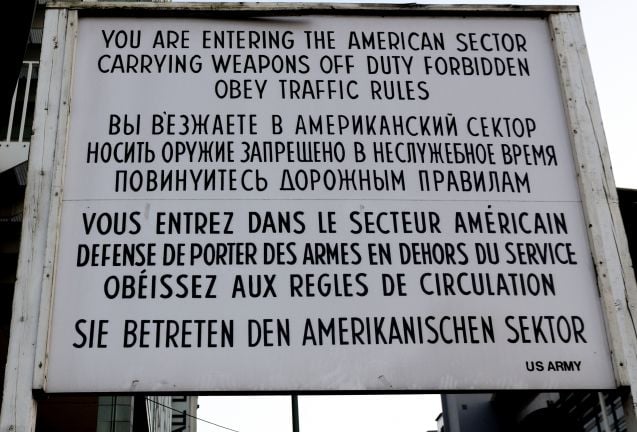 YOU ARE ENTERING THE AMERICAN SECTOR
CARRYING WEAPONS OFF DUTY FORBIDDEN
OBEY TRAFFIC RULES
ВЫ В'ЕЗЖАЕТЕ В АМЕРИКАНСКИЙ СЕКТОР
НОСИТЬ ОРУЖИЕ ЗАПРЕЩЕНО В НЕСЛУЖЕБНОЕ ВРЕМЯ
ПОВИНУИТЕСЬ ДОРОЖНЫМ ПРАВИЛАМ
VOUS ENTREZ DANS LE SECTEUR AMÉRICAIN
DEFENSE DE PORTER DES ARMES EN DEHORS DU SERVICE
OBÉISSEZ AUX REGLES DE CIRCULATION
SIE BETRETEN DEN AMERIKANISCHEN SEKTOR
US ARMY